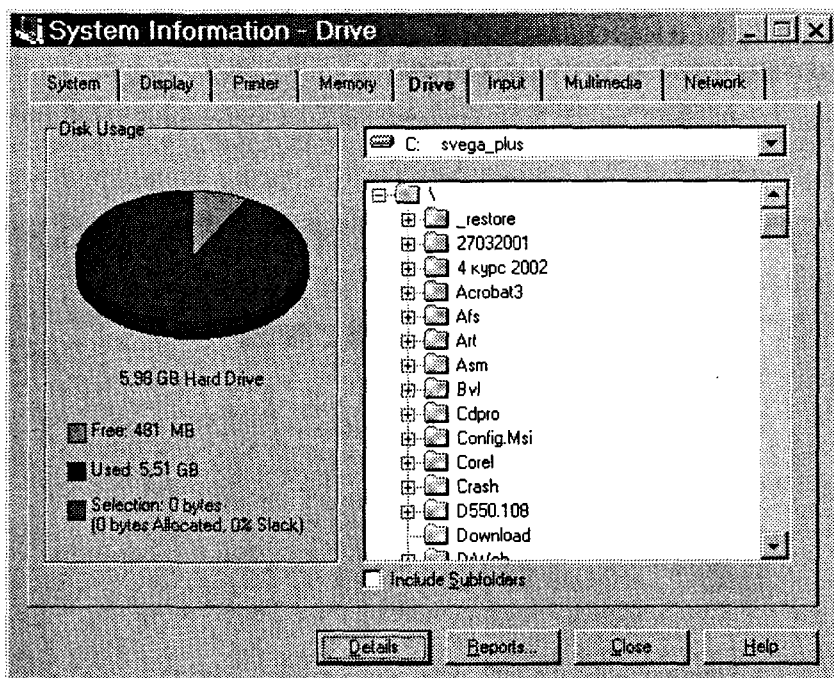 System Information - Drive
System Display Printer Memory Drive Input Multimedia Network
Disk Usage
5,98 GB Hard Drive
Free: 481 MB
Used: 5,51 GB
Selection: 0 bytes
(0 bytes Allocated, 0% Slack)
C: svega_plus
\
_restore
27032001
4 курс 2002
Acrobat3
Afs
Art
Asm
Bvl
Cdpro
Config.Msi
Corel
Crash
D550.108
Download
DrWeb
Include Subfolders
Details Reports... Close Help